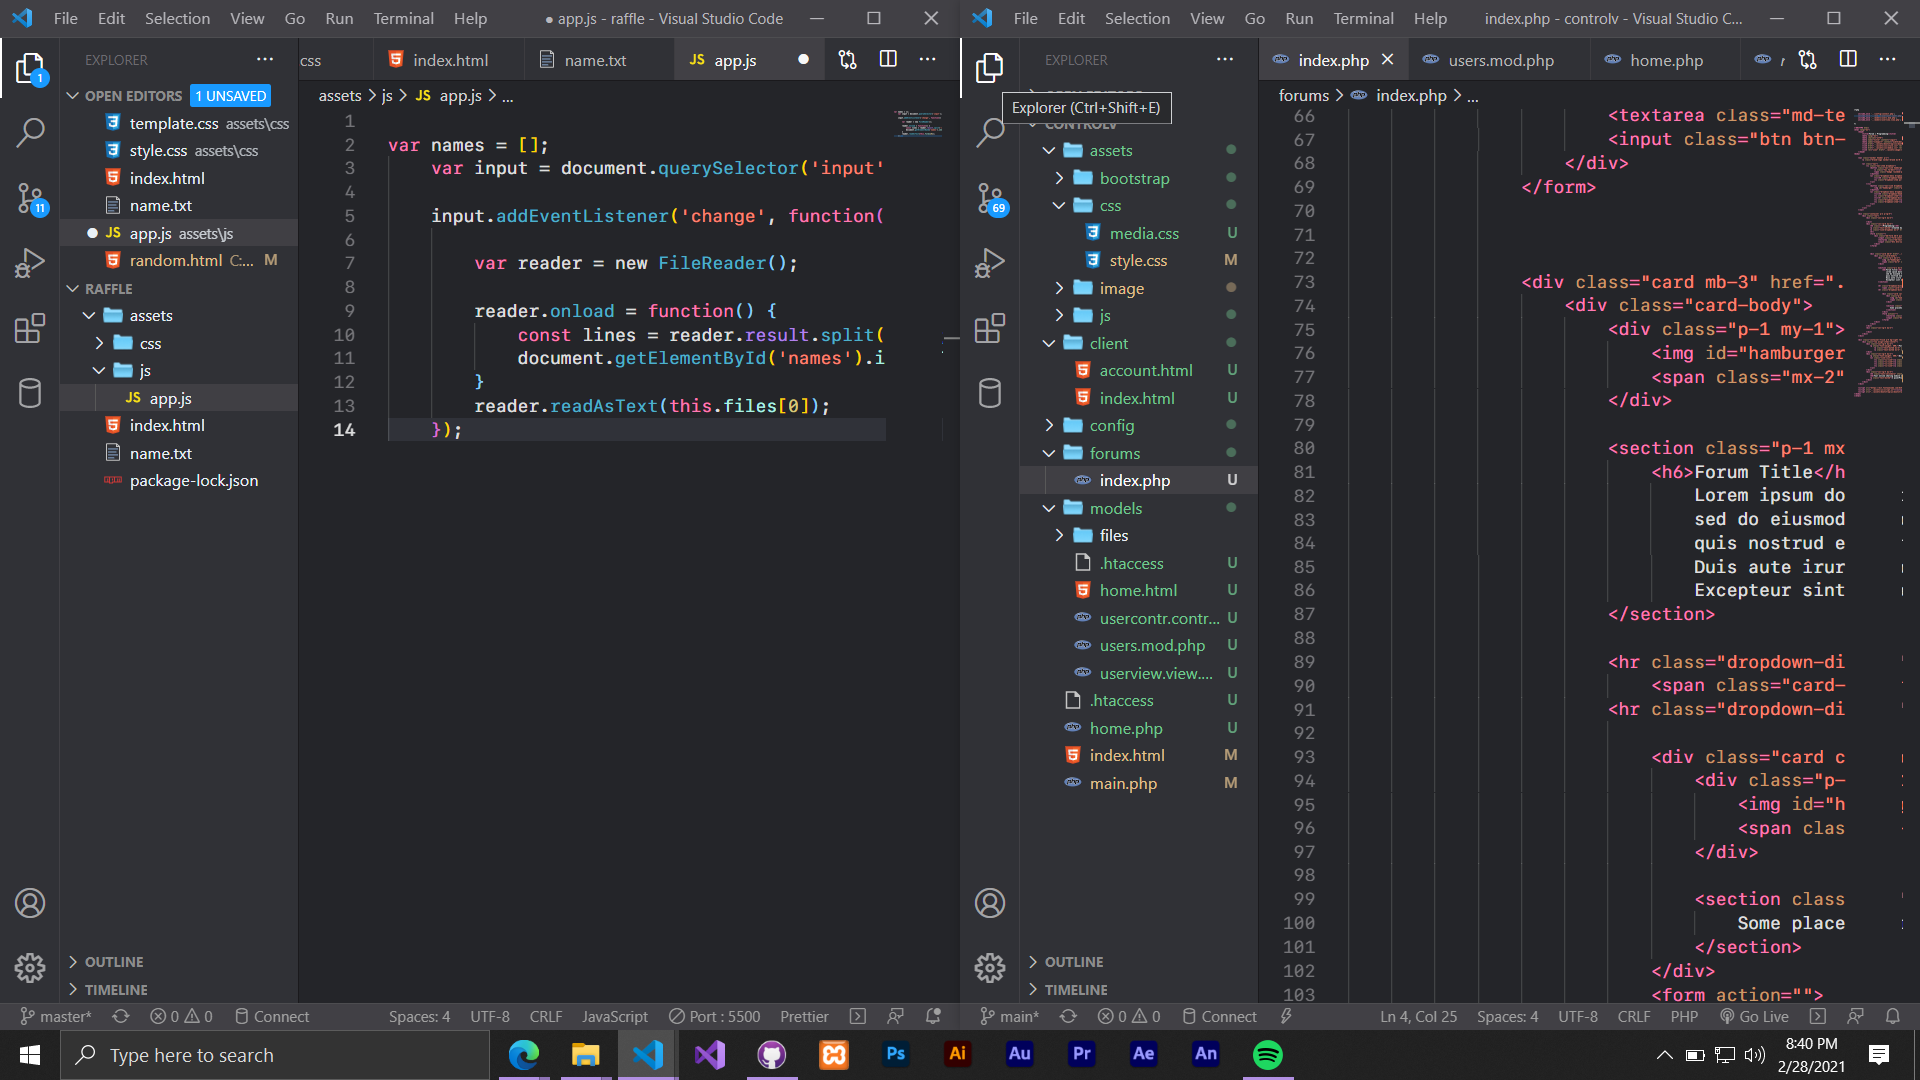 File Edit Selection View Go Run Terminal Help
● app.js - raffle - Visual Studio Code
EXPLORER
OPEN EDITORS 1 UNSAVED
template.css assets\css
style.css assets\css
index.html
name.txt
app.js assets\js
random.html C:... M
RAFFLE
assets
css
js
app.js
index.html
name.txt
package-lock.json
OUTLINE
TIMELINE
1
11
css
index.html
name.txt
JS app.js
assets > js > JS app.js > ...
1
2 var names = [];
3 var input = document.querySelector('input'
4
5 input.addEventListener('change', function(
6
7 var reader = new FileReader();
8
9 reader.onload = function() {
10 const lines = reader.result.split(
11 document.getElementById('names').i
12 }
13 reader.readAsText(this.files[0]);
14 });
master* 0 0 Connect Spaces: 4 UTF-8 CRLF JavaScript Port : 5500 Prettier
File Edit Selection View Go Run Terminal Help
index.php - controlv - Visual Studio C...
EXPLORER
Explorer (Ctrl+Shift+E)
CONTROLV
assets
bootstrap
css
media.css U
style.css M
image
js
client
account.html U
index.html U
config
forums
index.php U
models
files
.htaccess U
home.html U
usercontr.contr... U
users.mod.php U
userview.view.... U
.htaccess U
home.php U
index.html M
main.php M
OUTLINE
TIMELINE
69
index.php
users.mod.php
home.php
forums > index.php > ...
66 <textarea class="md-te
67 <input class="btn btn-
68 </div>
69 </form>
70
71
72
73 <div class="card mb-3" href=".
74 <div class="card-body">
75 <div class="p-1 my-1">
76 <img id="hamburger
77 <span class="mx-2"
78 </div>
79
80 <section class="p-1 mx
81 <h6>Forum Title</h
82 Lorem ipsum do
83 sed do eiusmod
84 quis nostrud e
85 Duis aute irur
86 Excepteur sint
87 </section>
88
89 <hr class="dropdown-di
90 <span class="card-
91 <hr class="dropdown-di
92
93 <div class="card c
94 <div class="p-
95 <img id="h
96 <span clas
97 </div>
98
99 <section class
100 Some place
101 </section>
102 </div>
103 <form action="">
main* 0 0 Connect Ln 4, Col 25 Spaces: 4 UTF-8 CRLF PHP Go Live
Type here to search
Ps Ai Au Pr Ae An
8:40 PM
2/28/2021